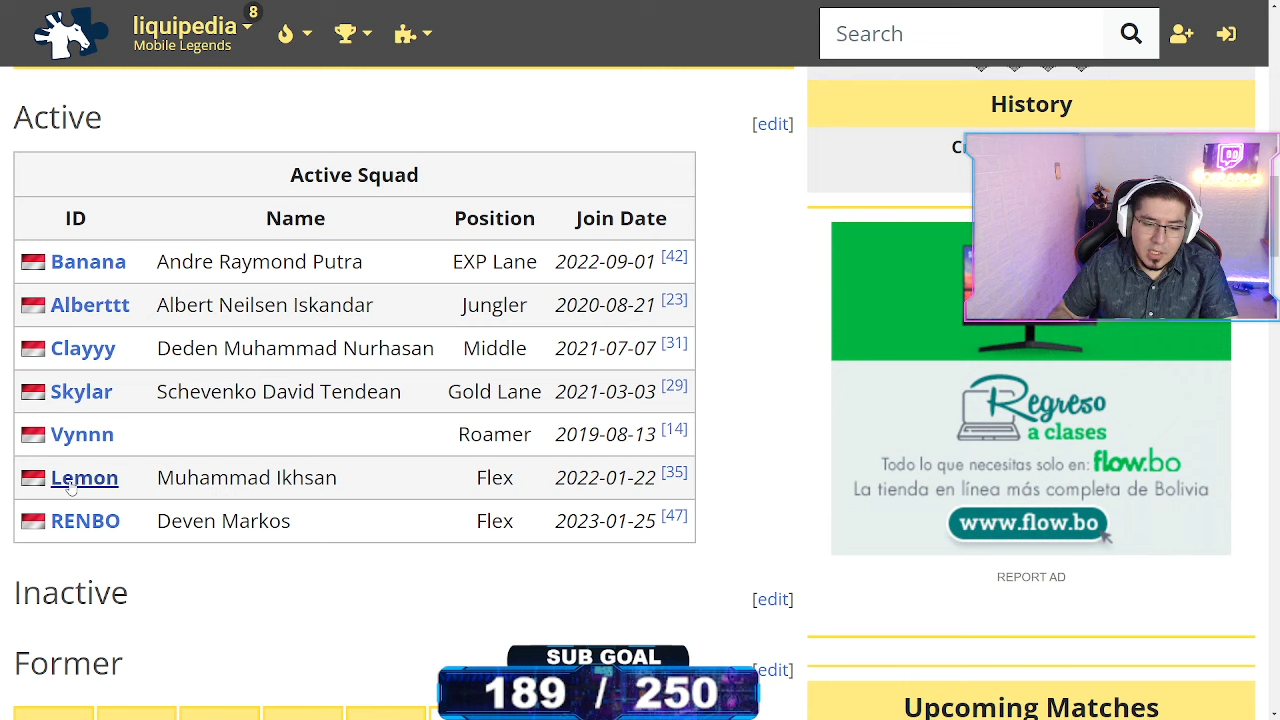 liquipedia 8
Mobile Legends
Search
Active [edit]
Active Squad
ID Name Position Join Date
Banana Andre Raymond Putra EXP Lane 2022-09-01 [42]
Alberttt Albert Neilsen Iskandar Jungler 2020-08-21 [23]
Clayyy Deden Muhammad Nurhasan Middle 2021-07-07 [31]
Skylar Schevenko David Tendean Gold Lane 2021-03-03 [29]
Vynnn Roamer 2019-08-13 [14]
Lemon Muhammad Ikhsan Flex 2022-01-22 [35]
RENBO Deven Markos Flex 2023-01-25 [47]
Inactive [edit]
Former [edit]
SUB GOAL
189 / 250
History
Regreso
a clases
Todo lo que necesitas solo en: flow.bo
La tienda en línea más completa de Bolivia
www.flow.bo
REPORT AD
Upcoming Matches